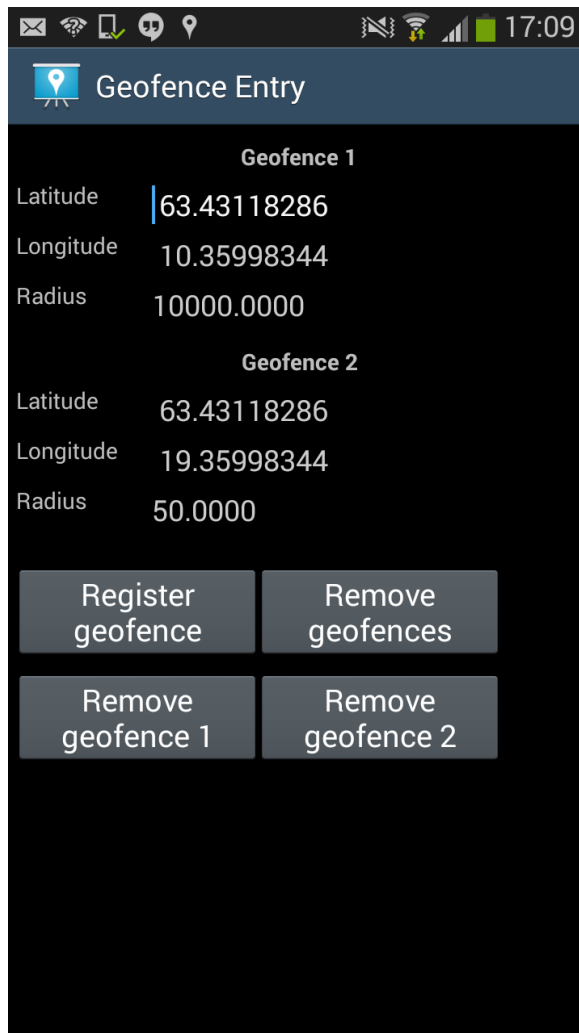 17:09
Geofence Entry
Geofence 1
Latitude 63.43118286
Longitude 10.35998344
Radius 10000.0000
Geofence 2
Latitude 63.43118286
Longitude 19.35998344
Radius 50.0000
Register geofence
Remove geofences
Remove geofence 1
Remove geofence 2